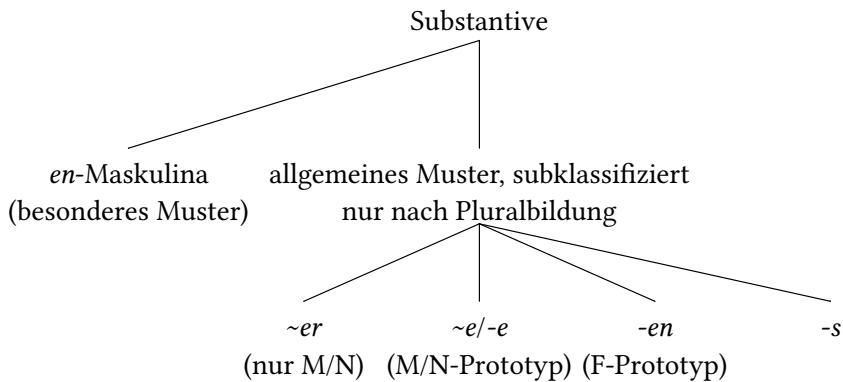 Substantive
en-Maskulina allgemeines Muster, subklassifiziert
(besonderes Muster) nur nach Pluralbildung
~er ~e/-e -en -s
(nur M/N) (M/N-Prototyp) (F-Prototyp)